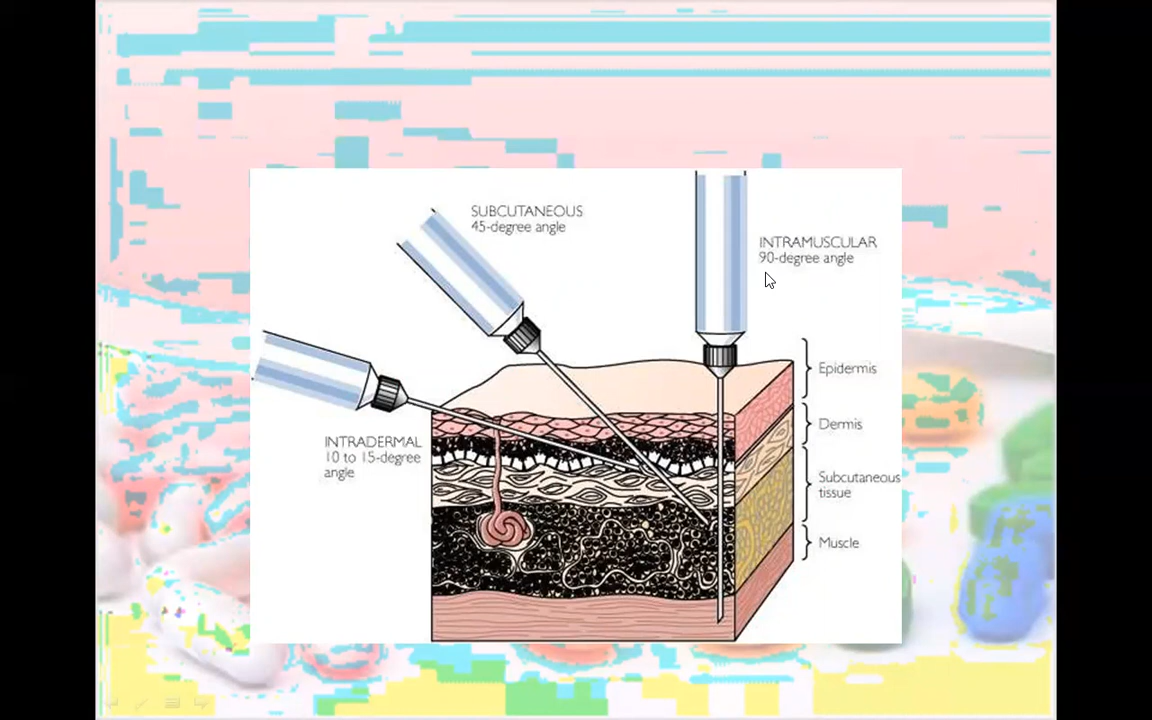 SUBCUTANEOUS
45-degree angle
INTRAMUSCULAR
90-degree angle
INTRADERMAL
10 to 15-degree
angle
Epidermis
Dermis
Subcutaneous
tissue
Muscle